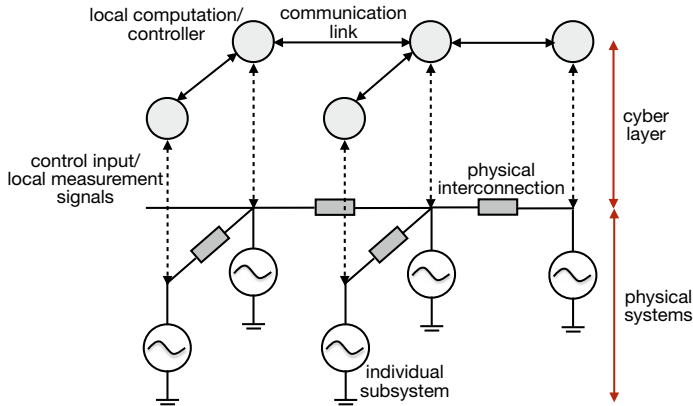 local computation/
controller
communication
link
cyber
layer
control input/
local measurement
signals
physical
interconnection
physical
systems
individual
subsystem